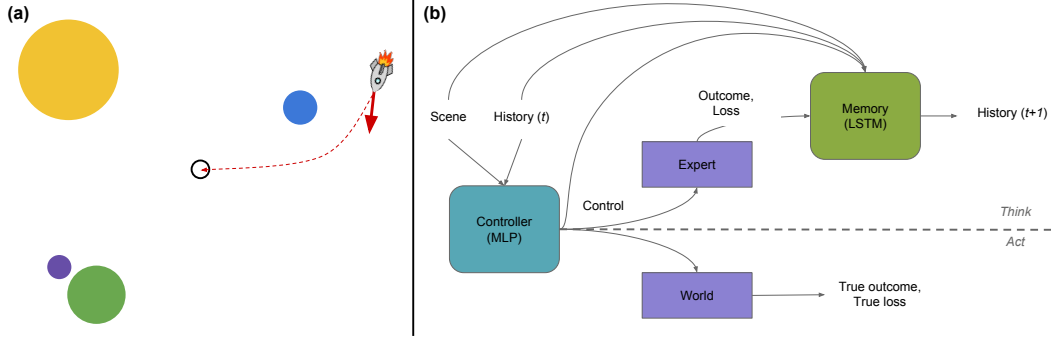 (a)
(b)
Scene
History (t)
Outcome,
Loss
Memory
(LSTM)
History (t+1)
Expert
Controller
(MLP)
Control
Think
Act
World
True outcome,
True loss